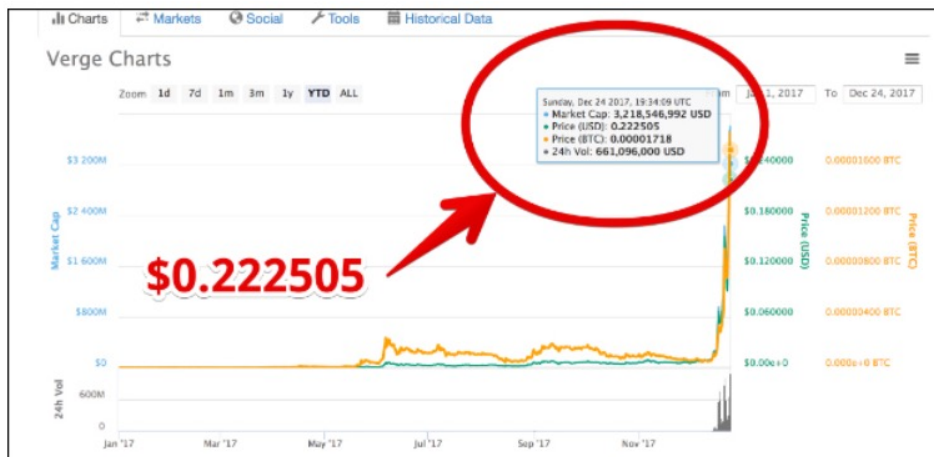 Charts Markets Social Tools Historical Data
Verge Charts
Zoom 1d 7d 1m 3m 1y YTD ALL
Jan 1, 2017 To Dec 24, 2017
Sunday, Dec 24 2017, 19:34:09 UTC
Market Cap: 3,218,546,992 USD
Price (USD): 0.222505
Price (BTC): 0.00001718
24h Vol: 661,096,000 USD
$3 200M
$2 400M
$1 600M
$800M
$0
Market Cap
$0.222505
$0.180000
$0.120000
$0.060000
$0.00e+0
Price (USD)
0.00001600 BTC
0.00001200 BTC
0.00000800 BTC
0.00000400 BTC
0.000e+0 BTC
Price (BTC)
24h Vol
600M
0
Jan '17 Mar '17 May '17 Jul '17 Sep '17 Nov '17